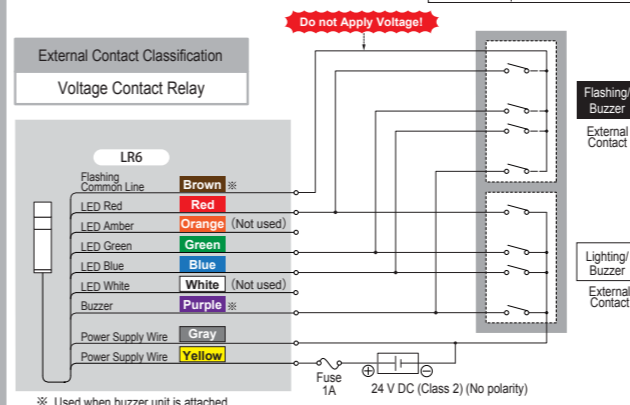 Do not Apply Voltage!
External Contact Classification
Voltage Contact Relay
LR6
Flashing
Common Line
Brown ※
LED Red
Red
LED Amber
Orange (Not used)
LED Green
Green
LED Blue
Blue
LED White
White (Not used)
Buzzer
Purple ※
Power Supply Wire
Gray
Power Supply Wire
Yellow
Flashing/
Buzzer
External
Contact
Lighting/
Buzzer
External
Contact
Fuse
1A
⊕ ⊖
24 V DC (Class 2) (No polarity)
※ Used when buzzer unit is attached